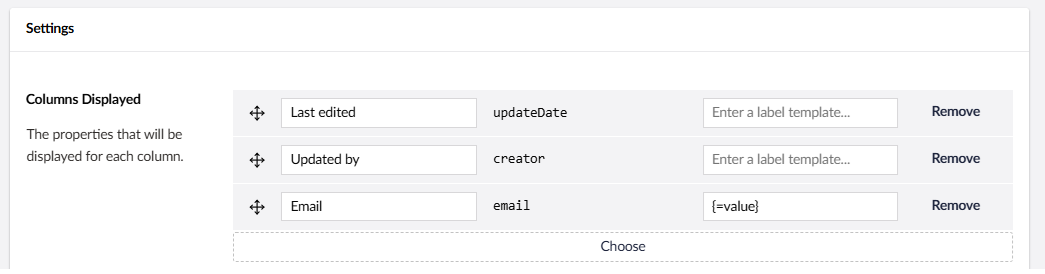 Settings
Columns Displayed
The properties that will be
displayed for each column.
Last edited updateDate Enter a label template... Remove
Updated by creator Enter a label template... Remove
Email email {=value} Remove
Choose